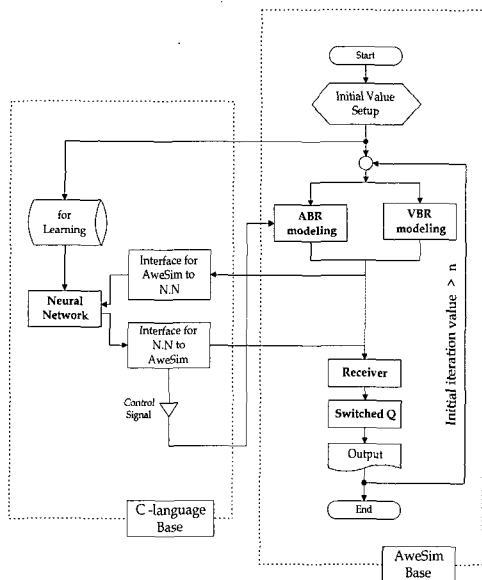 Start
Initial Value
Setup
for
Learning
ABR
modeling
VBR
modeling
Interface for
AweSim to
N.N
Neural
Network
Interface for
N.N to
AweSim
Control
Signal
Receiver
Switched Q
Output
End
Initial iteration value > n
C-language
Base
AweSim
Base